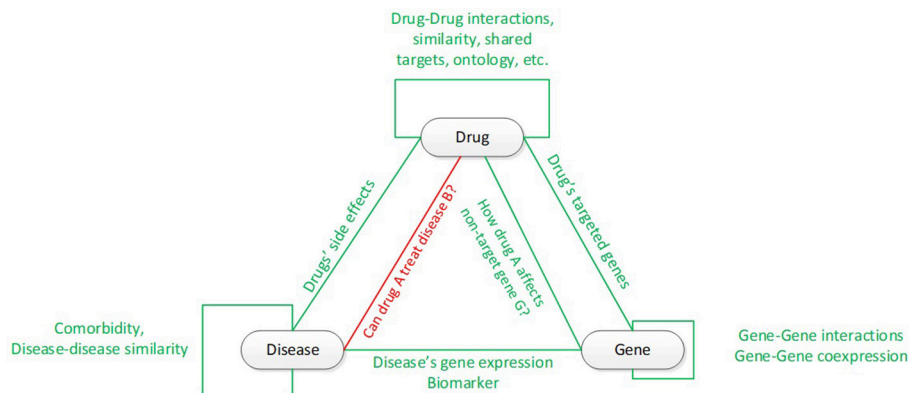 Drug-Drug interactions,
similarity, shared
targets, ontology, etc.
Drug
Drugs' side effects
Can drug A treat disease B?
How drug A affects
non-target gene G?
Drug's targeted genes
Comorbidity,
Disease-disease similarity
Disease
Disease's gene expression
Biomarker
Gene
Gene-Gene interactions
Gene-Gene coexpression